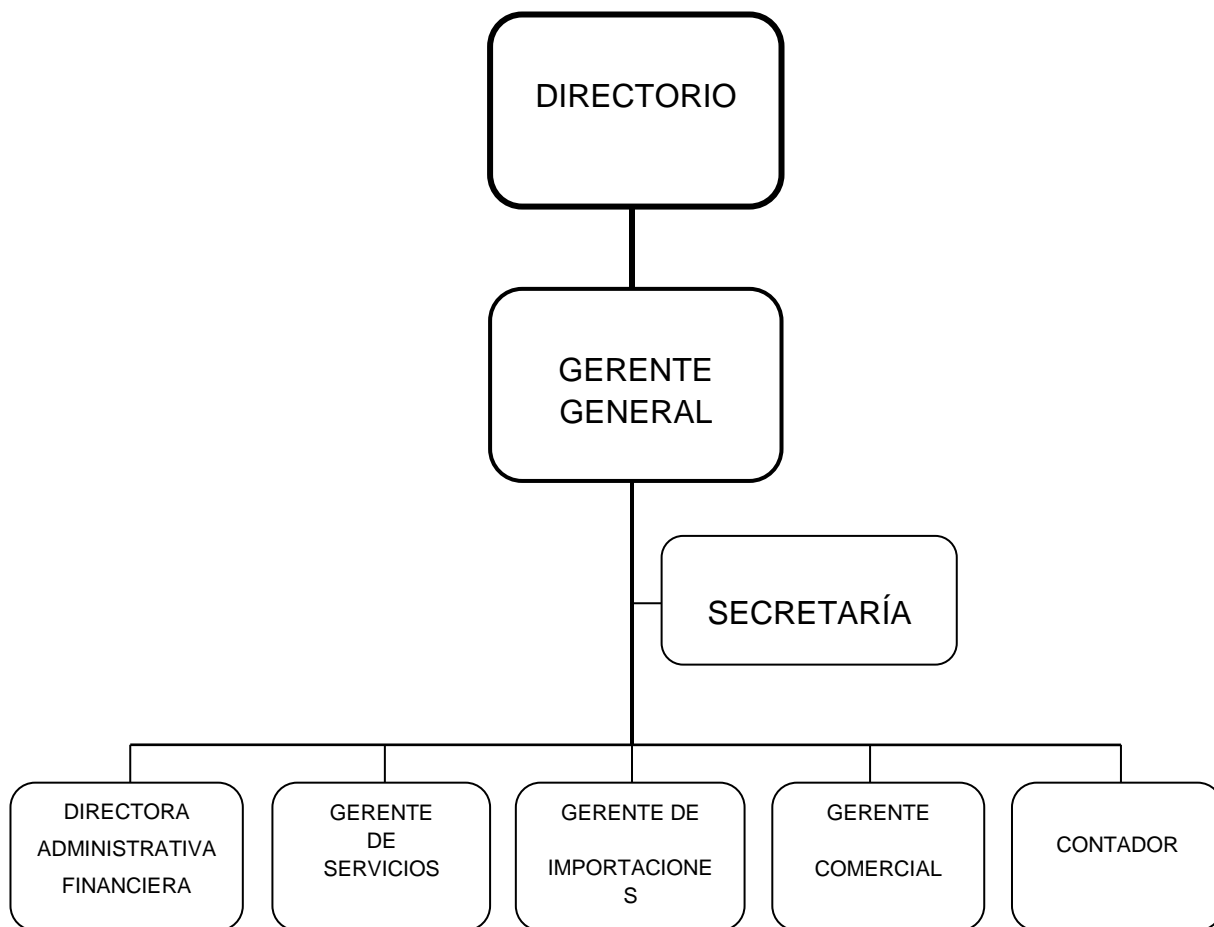 DIRECTORIO
GERENTE
GENERAL
SECRETARÍA
DIRECTORA
ADMINISTRATIVA
FINANCIERA
GERENTE
DE
SERVICIOS
GERENTE DE
IMPORTACIONE
S
GERENTE
COMERCIAL
CONTADOR